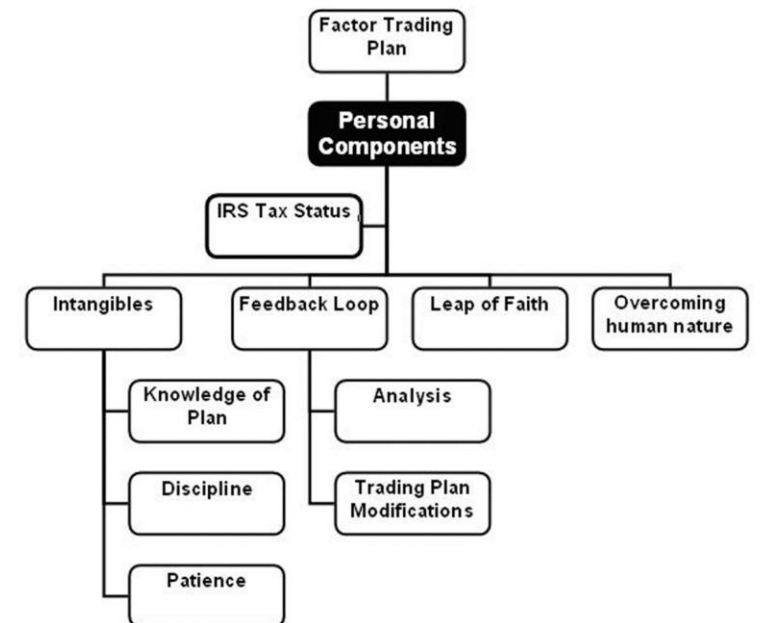 Factor Trading
Plan
Personal
Components
IRS Tax Status
Intangibles
Feedback Loop
Leap of Faith
Overcoming
human nature
Knowledge of
Plan
Analysis
Discipline
Trading Plan
Modifications
Patience